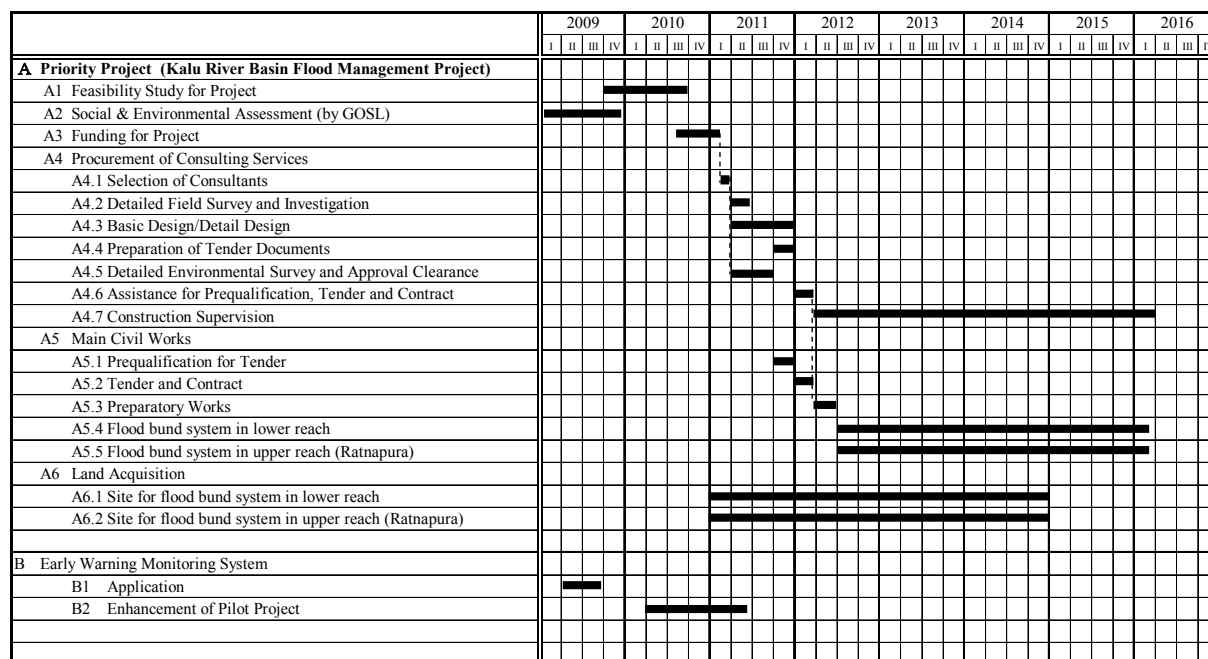 2009 2010 2011 2012 2013 2014 2015 2016
I II III IV I II III IV I II III IV I II III IV I II III IV I II III IV I II III IV I II III
A Priority Project (Kalu River Basin Flood Management Project)
A1 Feasibility Study for Project
A2 Social & Environmental Assessment (by GOSL)
A3 Funding for Project
A4 Procurement of Consulting Services
A4.1 Selection of Consultants
A4.2 Detailed Field Survey and Investigation
A4.3 Basic Design/Detail Design
A4.4 Preparation of Tender Documents
A4.5 Detailed Environmental Survey and Approval Clearance
A4.6 Assistance for Prequalification, Tender and Contract
A4.7 Construction Supervision
A5 Main Civil Works
A5.1 Prequalification for Tender
A5.2 Tender and Contract
A5.3 Preparatory Works
A5.4 Flood bund system in lower reach
A5.5 Flood bund system in upper reach (Ratnapura)
A6 Land Acquisition
A6.1 Site for flood bund system in lower reach
A6.2 Site for flood bund system in upper reach (Ratnapura)
B Early Warning Monitoring System
B1 Application
B2 Enhancement of Pilot Project